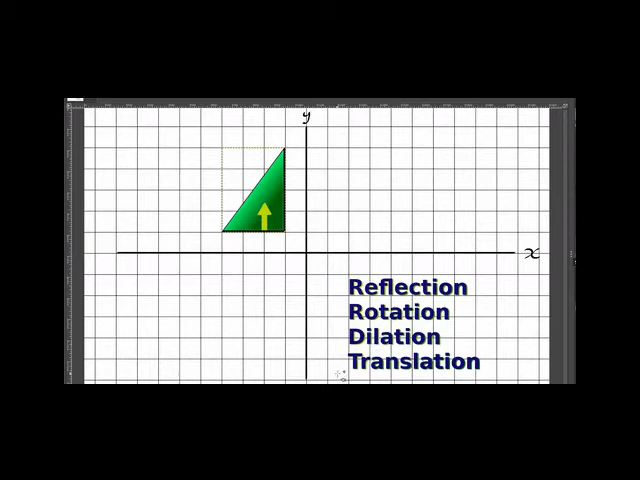 y
x
Reflection
Rotation
Dilation
Translation